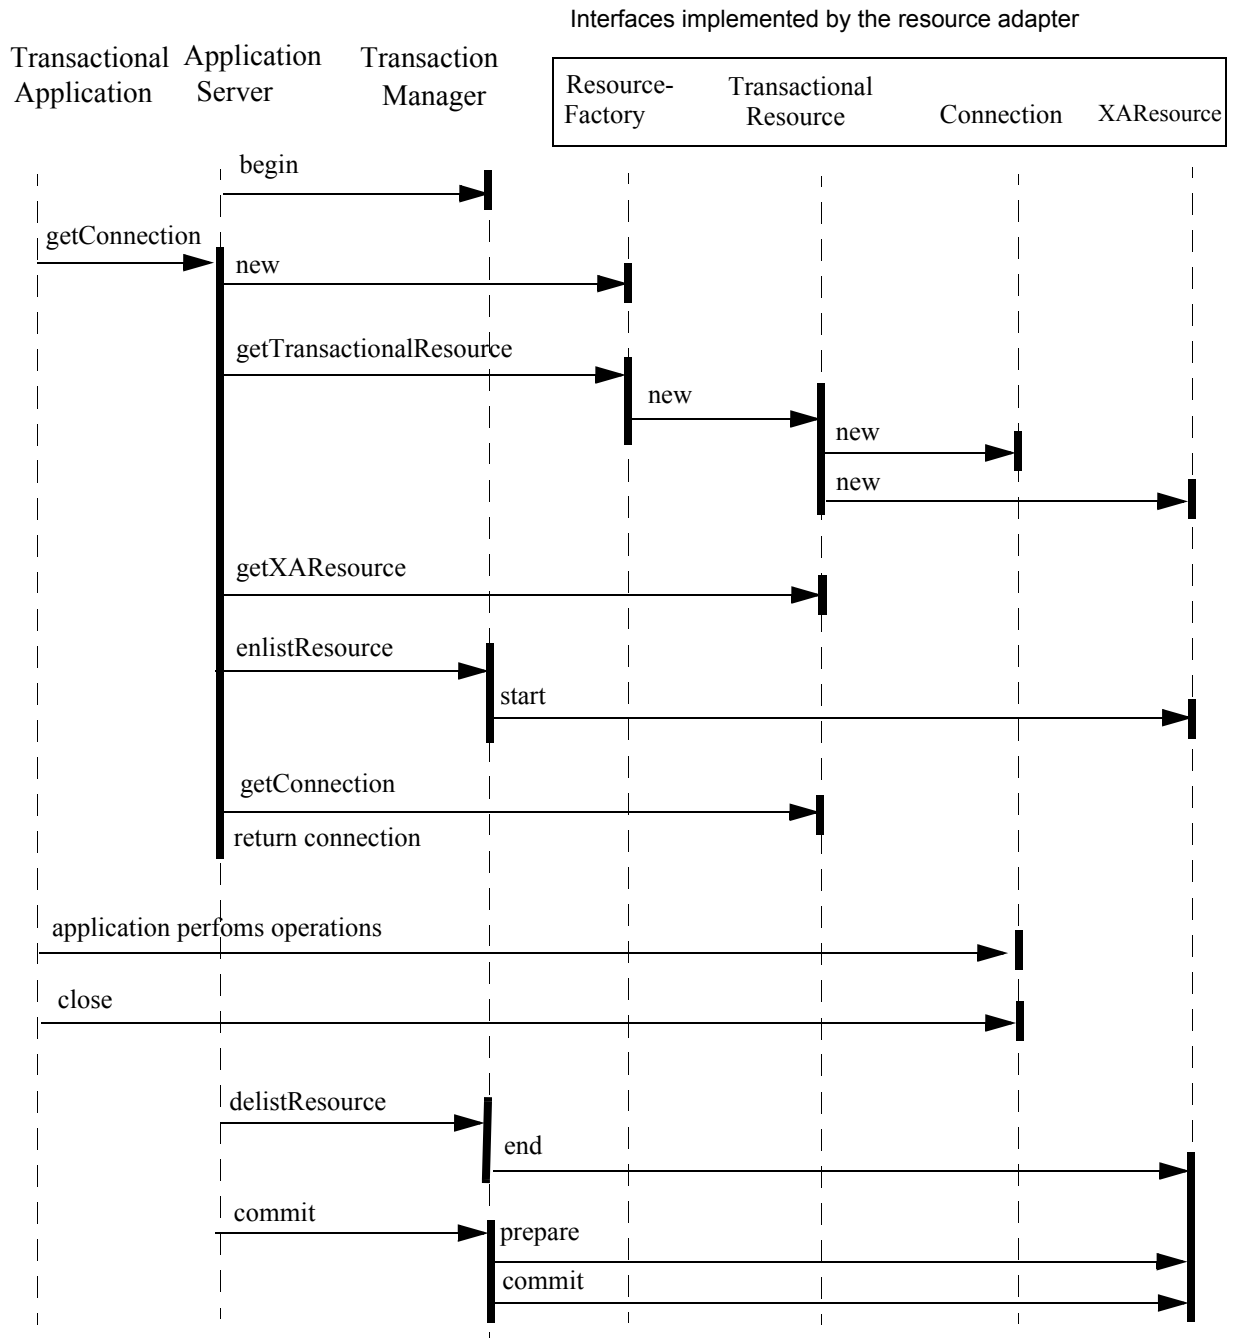 Interfaces implemented by the resource adapter
Transactional
Application
Application
Server
Transaction
Manager
Resource-
Factory
Transactional
Resource
Connection
XAResource
begin
getConnection
new
getTransactionalResource
new
new
new
getXAResource
enlistResource
start
getConnection
return connection
application perfoms operations
close
delistResource
end
commit
prepare
commit